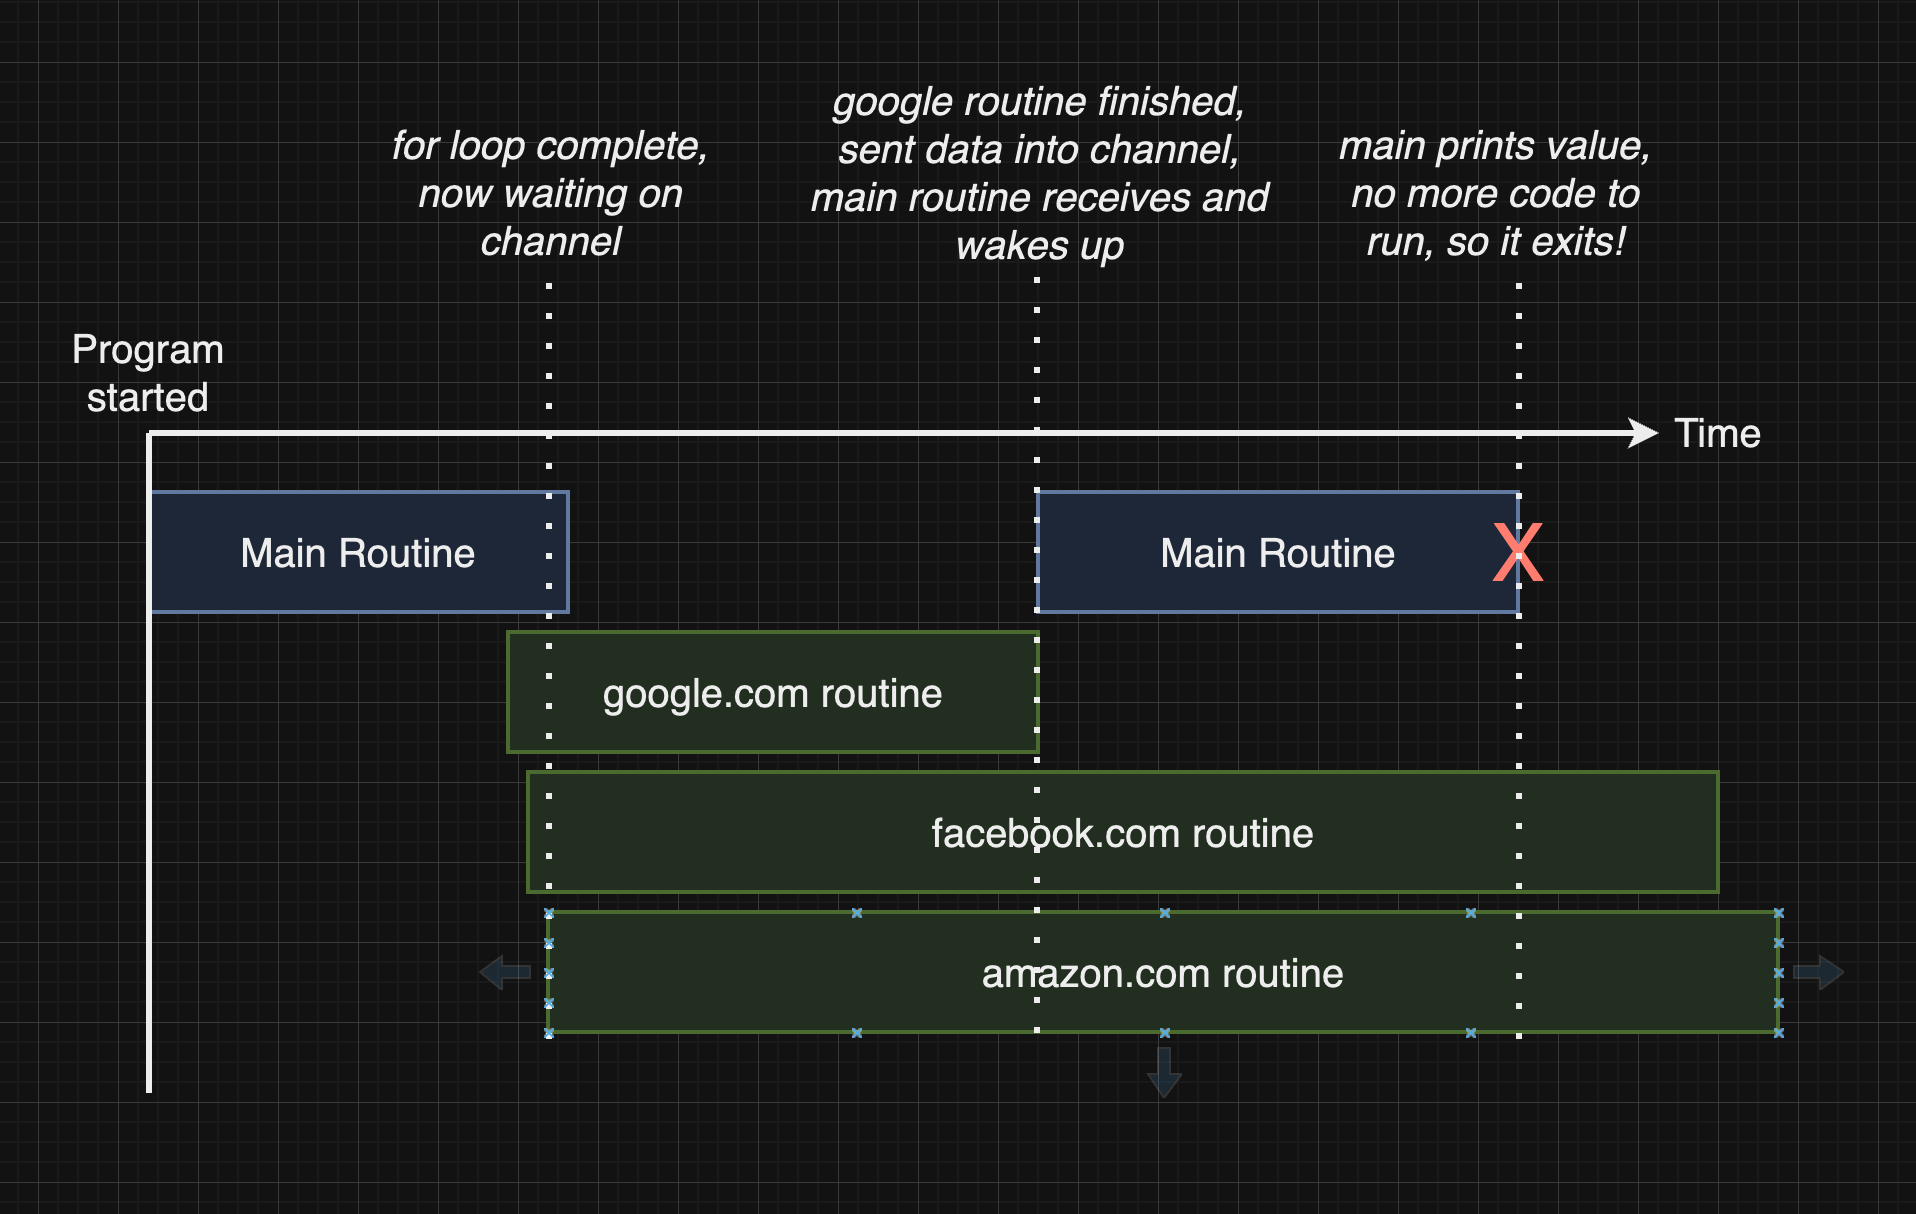 for loop complete,
now waiting on
channel
google routine finished,
sent data into channel,
main routine receives and
wakes up
main prints value,
no more code to
run, so it exits!
Program
started
Time
Main Routine
Main Routine
X
google.com routine
facebook.com routine
amazon.com routine